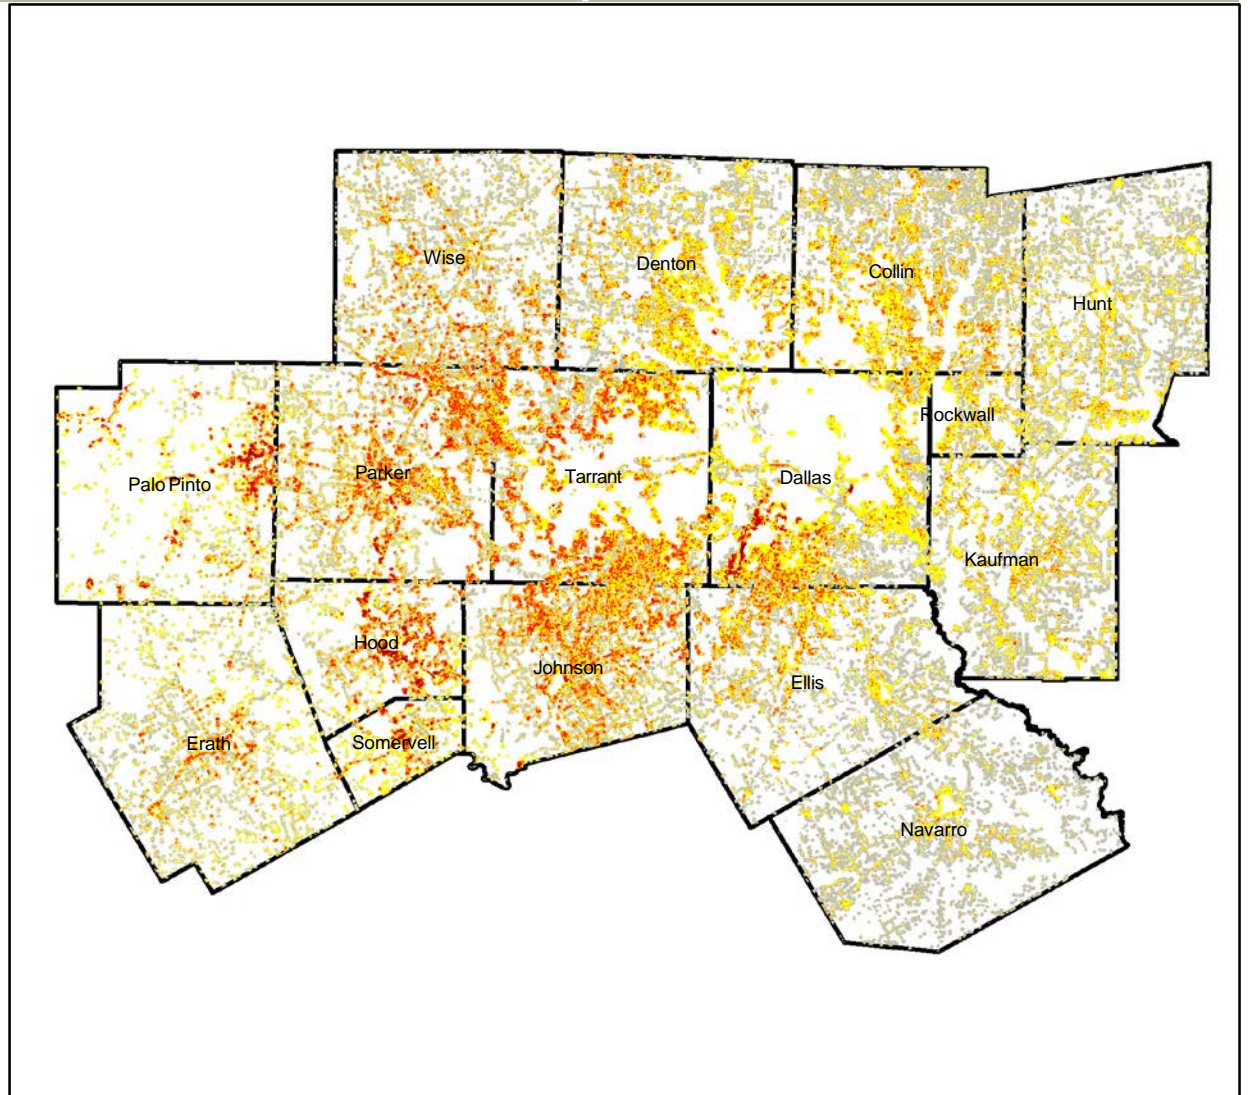 Wise
Denton
Collin
Hunt
Rockwall
Palo Pinto
Parker
Tarrant
Dallas
Kaufman
Hood
Johnson
Ellis
Erath
Somervell
Navarro